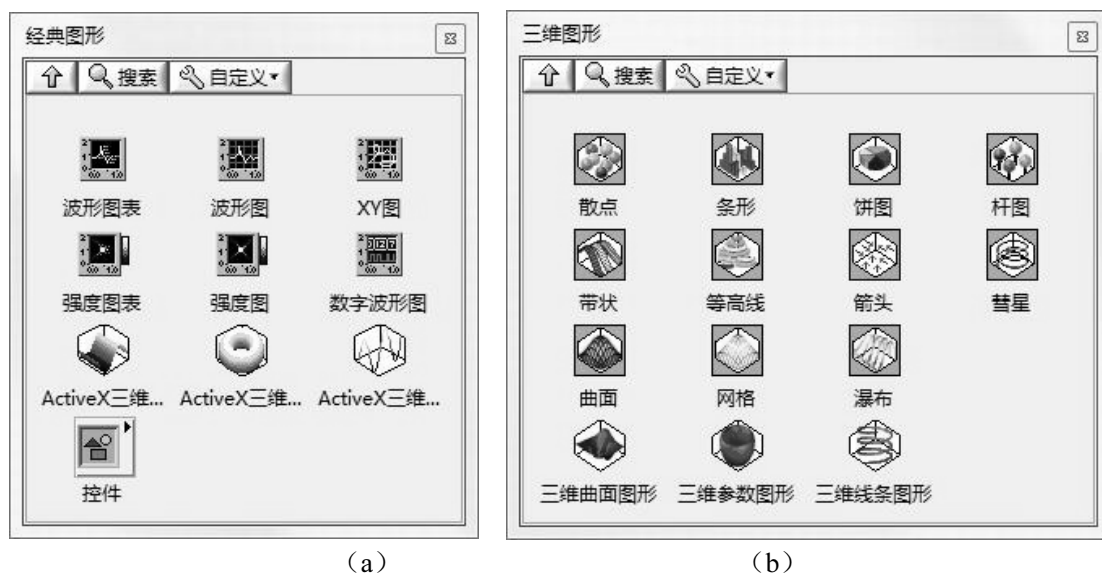 经典图形
搜索 自定义
波形图表 波形图 XY图
强度图表 强度图 数字波形图
ActiveX三维... ActiveX三维... ActiveX三维...
控件
(a)
三维图形
搜索 自定义
散点 条形 饼图 杆图
带状 等高线 箭头 彗星
曲面 网格 瀑布
三维曲面图形 三维参数图形 三维线条图形
(b)